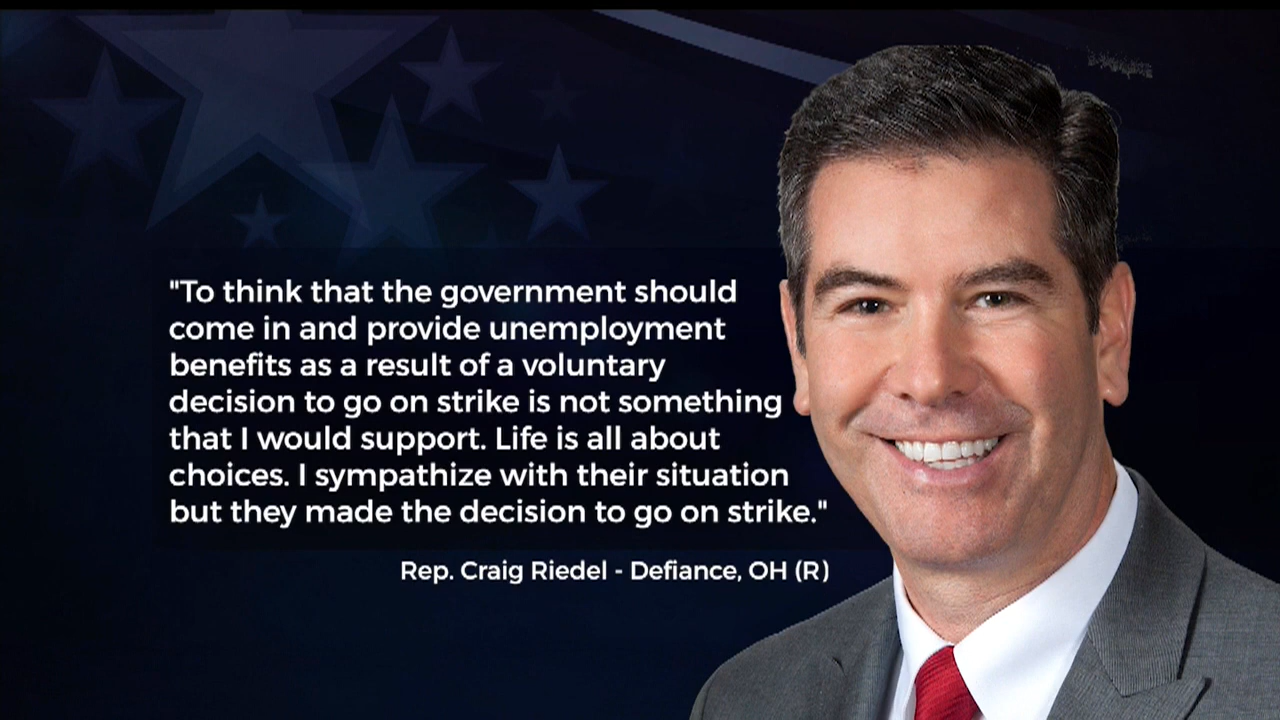 "To think that the government should
come in and provide unemployment
benefits as a result of a voluntary
decision to go on strike is not something
that I would support. Life is all about
choices. I sympathize with their situation
but they made the decision to go on strike."
Rep. Craig Riedel - Defiance, OH (R)